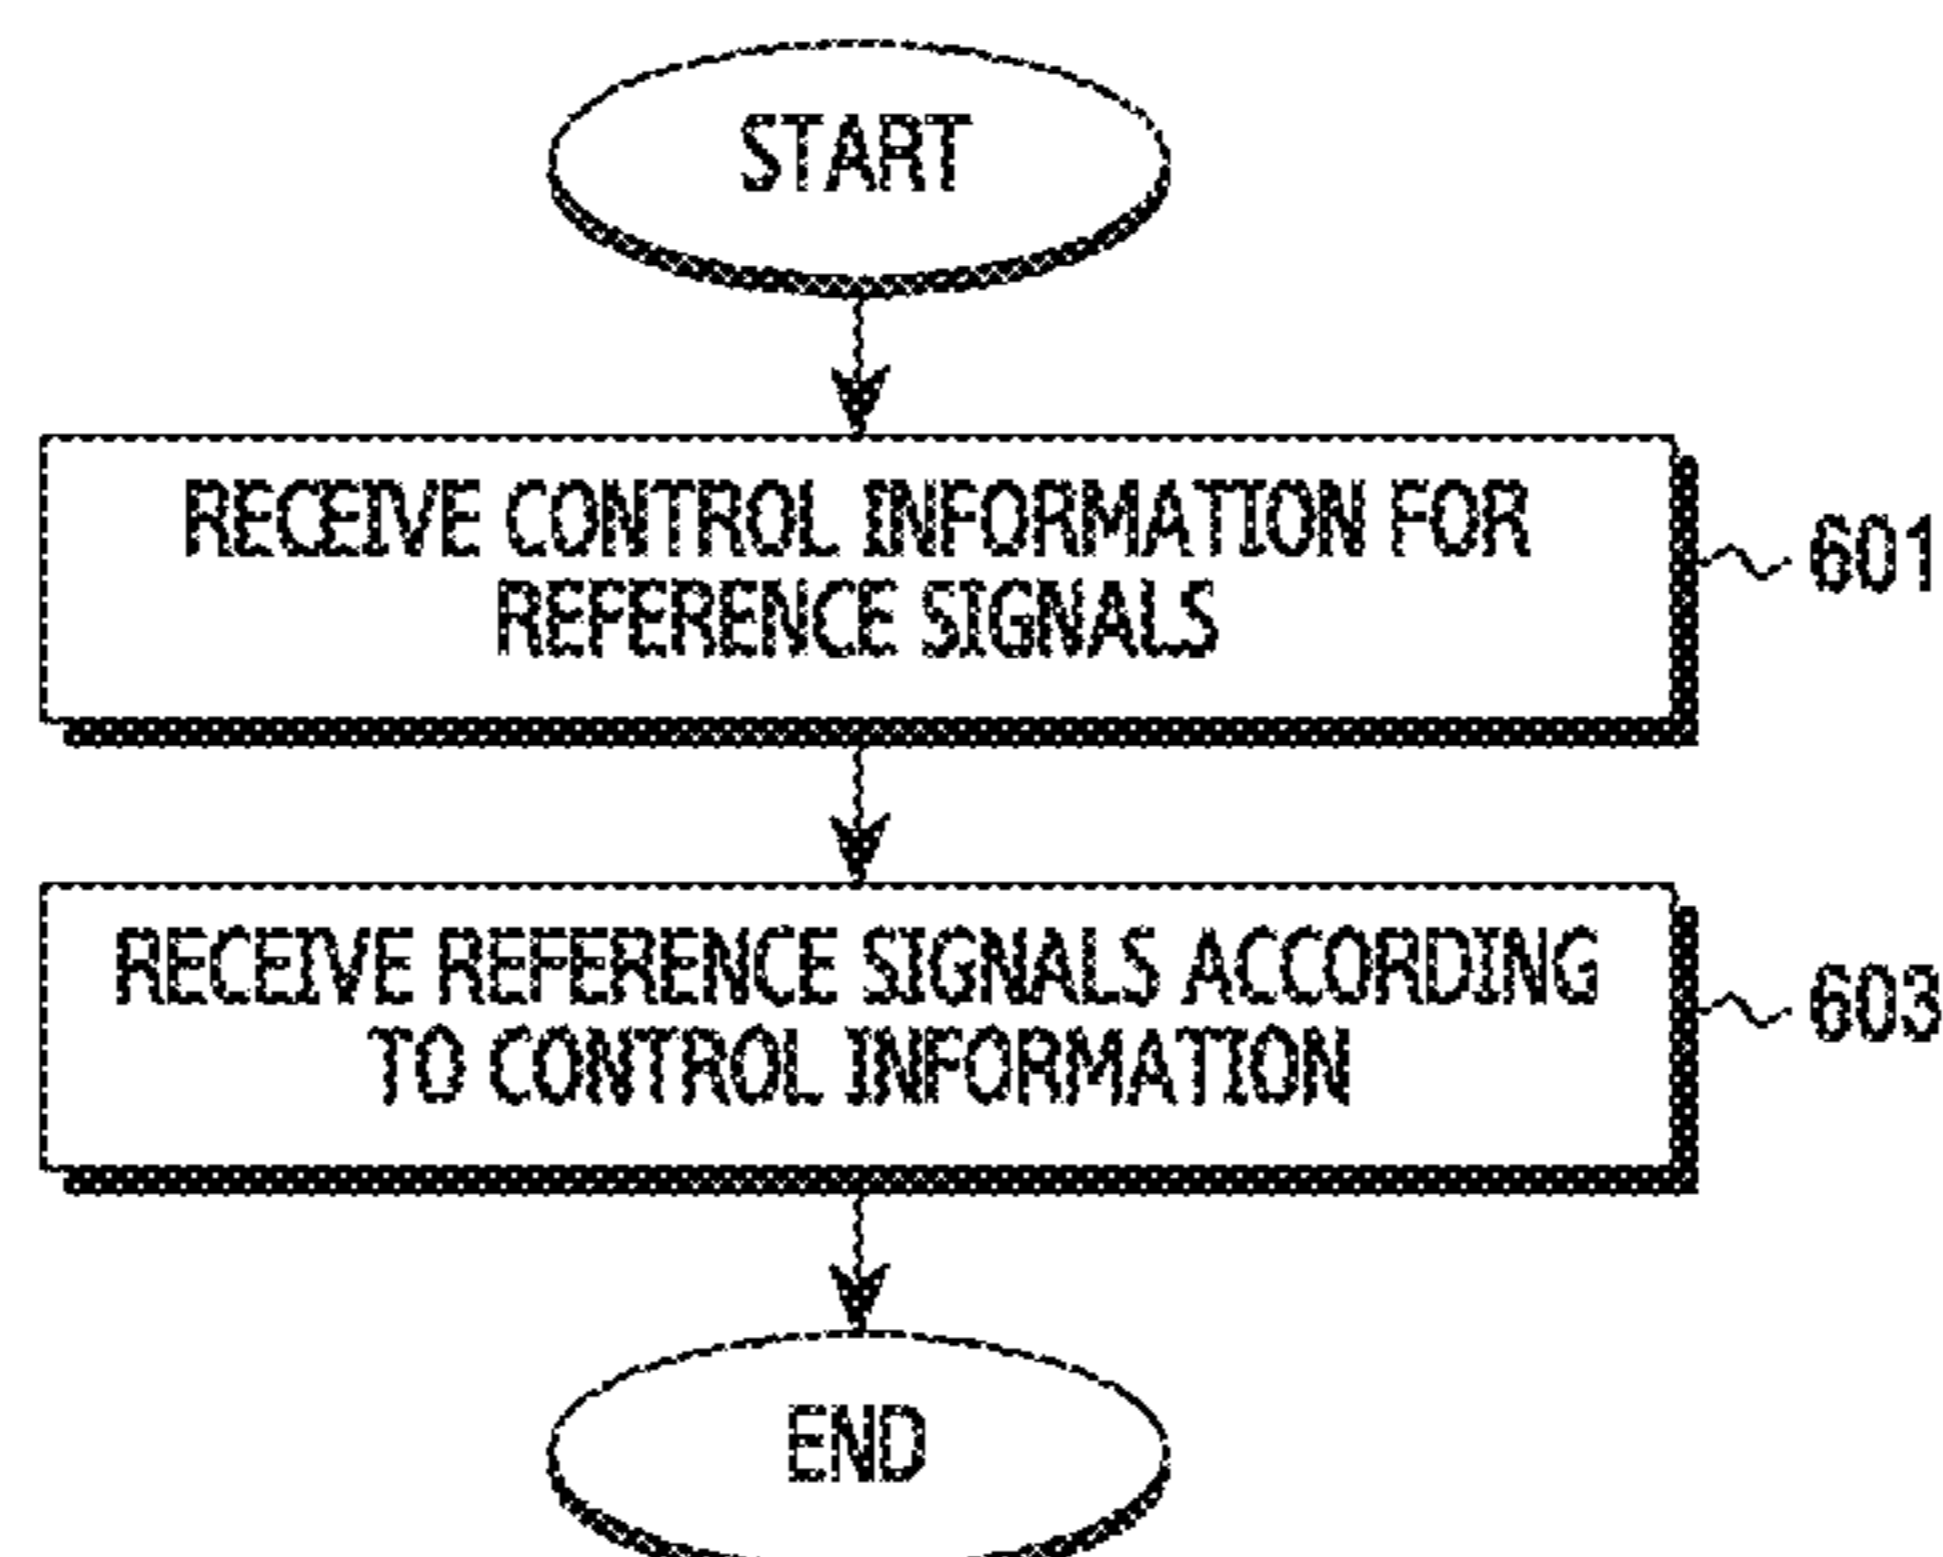 START
RECEIVE CONTROL INFORMATION FOR
REFERENCE SIGNALS
601
RECEIVE REFERENCE SIGNALS ACCORDING
TO CONTROL INFORMATION
603
END